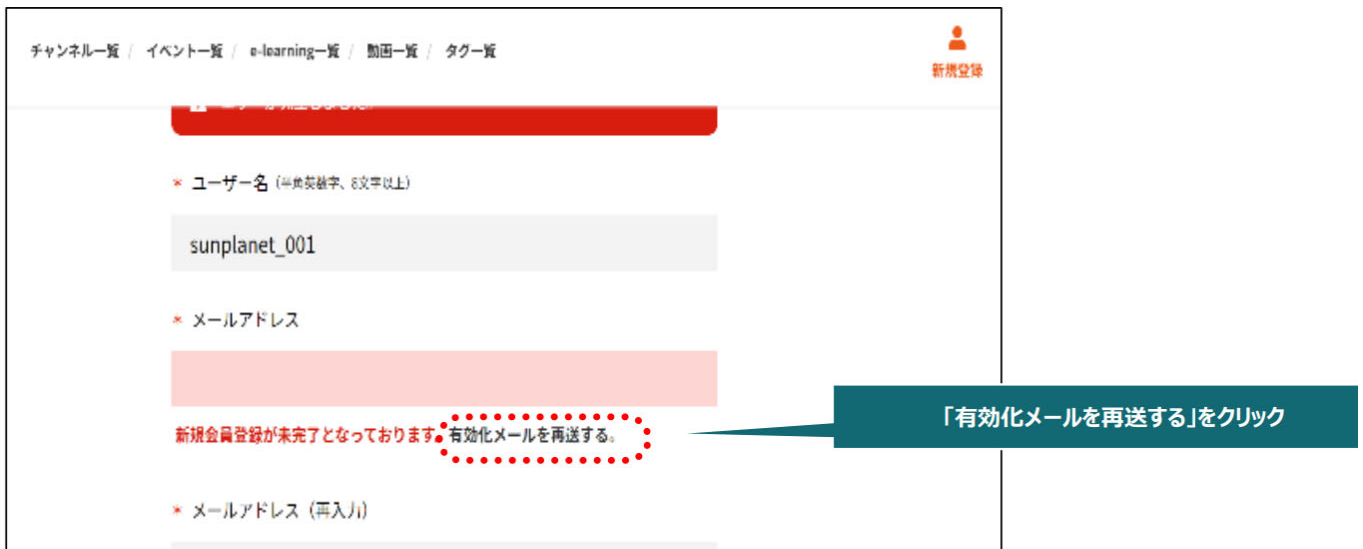 チャンネル一覧 / イベント一覧 / e-learning一覧 / 動画一覧 / タグ一覧
新規登録
* ユーザー名 (半角英数字、8文字以上)
sunplanet_001
* メールアドレス
新規会員登録が未完了となっております。有効化メールを再送する。
「有効化メールを再送する」をクリック
* メールアドレス (再入力)